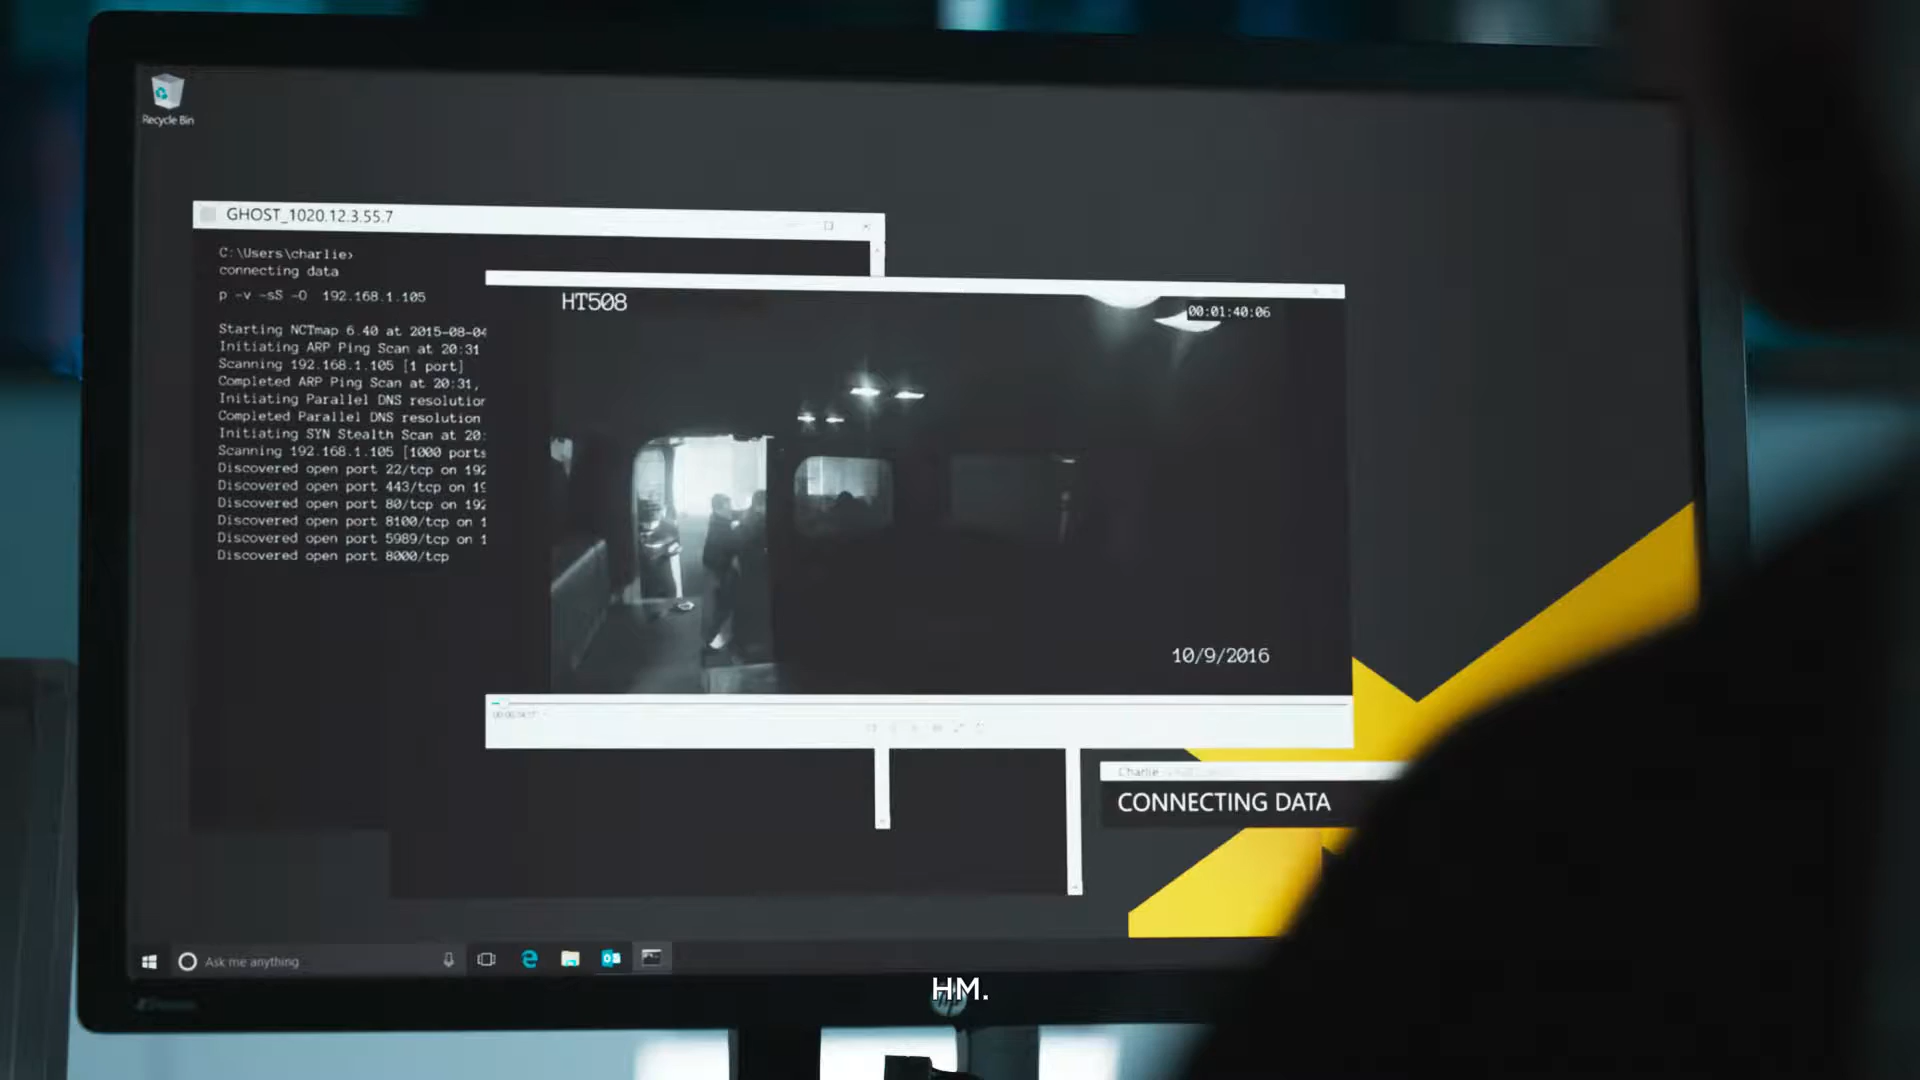 Recycle Bin
GHOST_1020.12.3.55.7
C:\Users\charlie>
connecting data
p -v -sS -O 192.168.1.105
Starting NCTmap 6.40 at 2015-08-04
Initiating ARP Ping Scan at 20:31
Scanning 192.168.1.105 [1 port]
Completed ARP Ping Scan at 20:31,
Initiating Parallel DNS resolution
Completed Parallel DNS resolution
Initiating SYN Stealth Scan at 20:
Scanning 192.168.1.105 [1000 ports
Discovered open port 22/tcp on 192
Discovered open port 443/tcp on 19
Discovered open port 80/tcp on 192
Discovered open port 8100/tcp on 1
Discovered open port 5989/tcp on 1
Discovered open port 8000/tcp
HT508
00:01:40:06
10/9/2016
Charlie
CONNECTING DATA
Ask me anything
HM.
hp